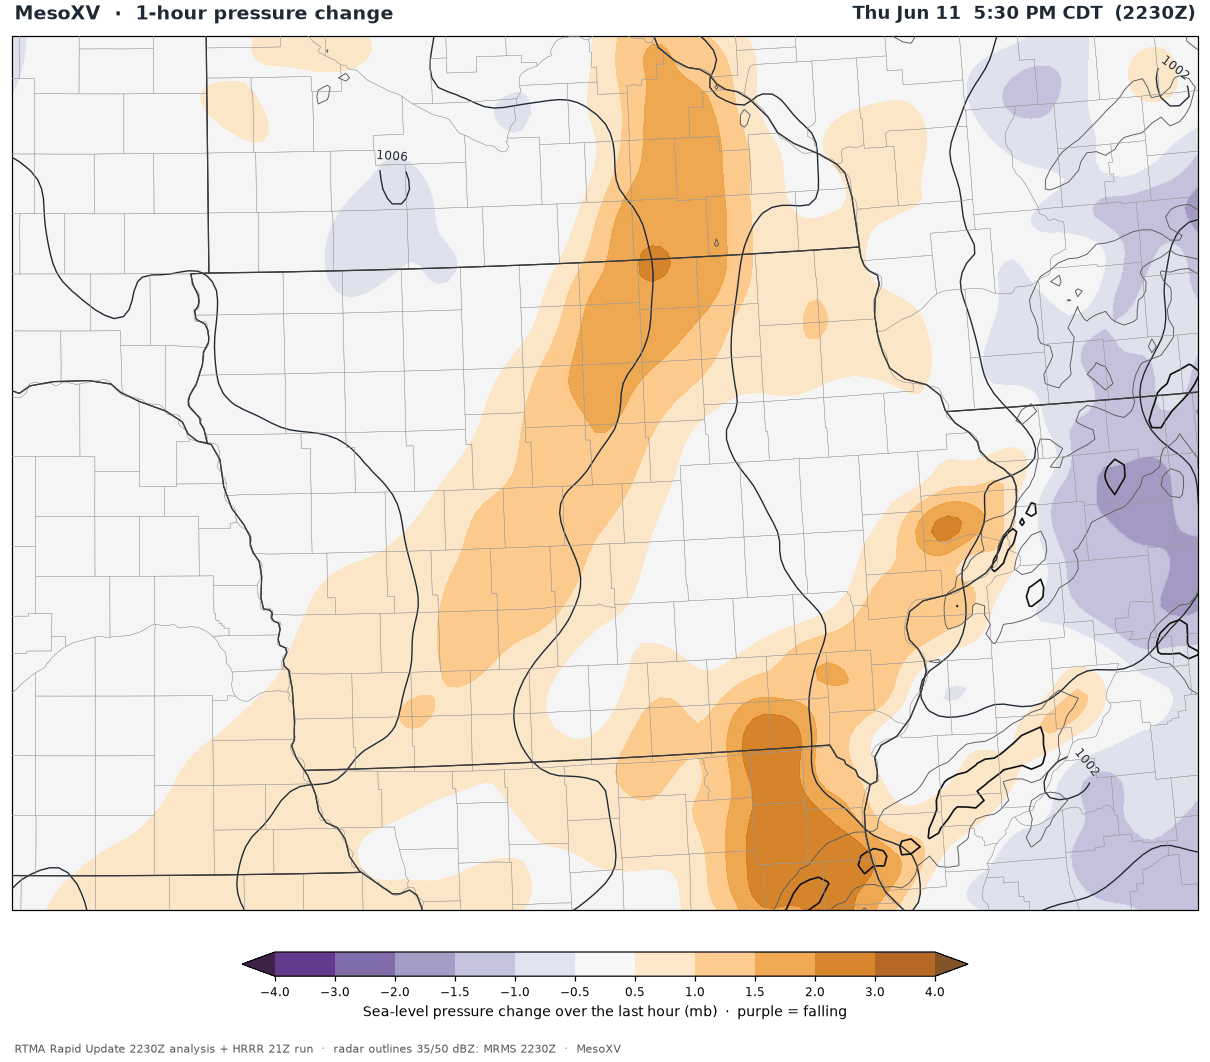 MesoXV · 1-hour pressure change
Thu Jun 11 5:30 PM CDT (2230Z)
1002
1006
1002
−4.0 −3.0 −2.0 −1.5 −1.0 −0.5 0.5 1.0 1.5 2.0 3.0 4.0
Sea-level pressure change over the last hour (mb) · purple = falling
RTMA Rapid Update 2230Z analysis + HRRR 21Z run · radar outlines 35/50 dBZ: MRMS 2230Z · MesoXV